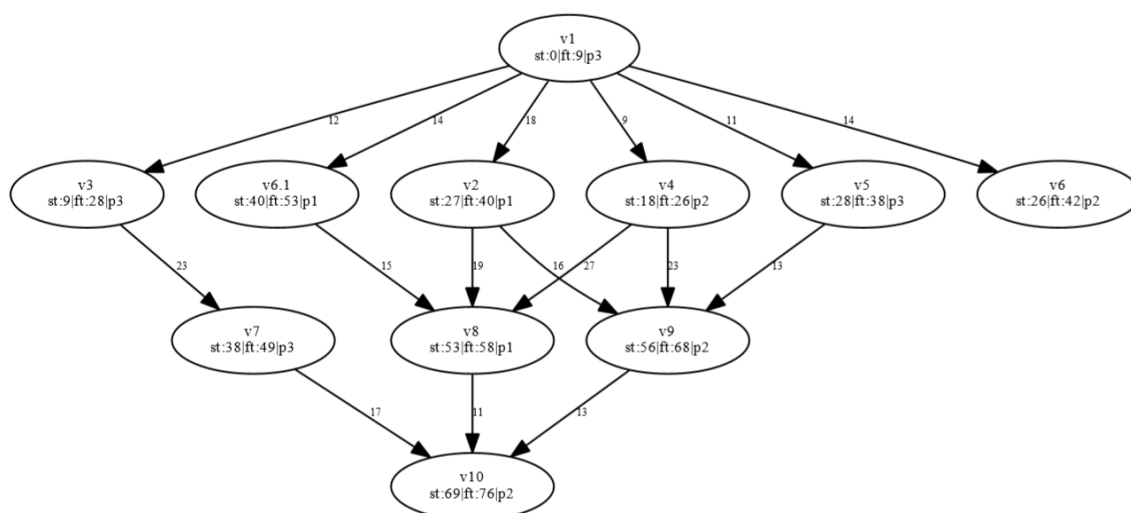 v1
st:0|ft:9|p3
12
14
18
9
11
14
v3
st:9|ft:28|p3
v6.1
st:40|ft:53|p1
v2
st:27|ft:40|p1
v4
st:18|ft:26|p2
v5
st:28|ft:38|p3
v6
st:26|ft:42|p2
23
15
19
16
27
23
13
v7
st:38|ft:49|p3
v8
st:53|ft:58|p1
v9
st:56|ft:68|p2
17
11
13
v10
st:69|ft:76|p2